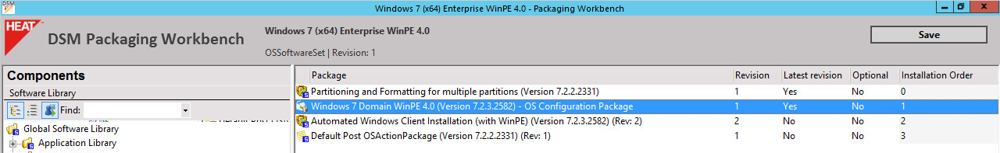 DSM
Windows 7 (x64) Enterprise WinPE 4.0 - Packaging Workbench
HEAT
DSM Packaging Workbench
Windows 7 (x64) Enterprise WinPE 4.0
OSSoftwareSet | Revision: 1
Save
Components
Software Library
Find:
Global Software Library
Application Library
Package Revision Latest revision Optional Installation Order
Partitioning and Formatting for multiple partitions (Version 7.2.2.2331) 1 Yes No 0
Windows 7 Domain WinPE 4.0 (Version 7.2.3.2582) - OS Configuration Package 1 Yes No 1
Automated Windows Client Installation (with WinPE) (Version 7.2.3.2582) (Rev: 2) 2 No No 2
Default Post OSActionPackage (Version 7.2.2.2331) (Rev: 1) 1 No No 3